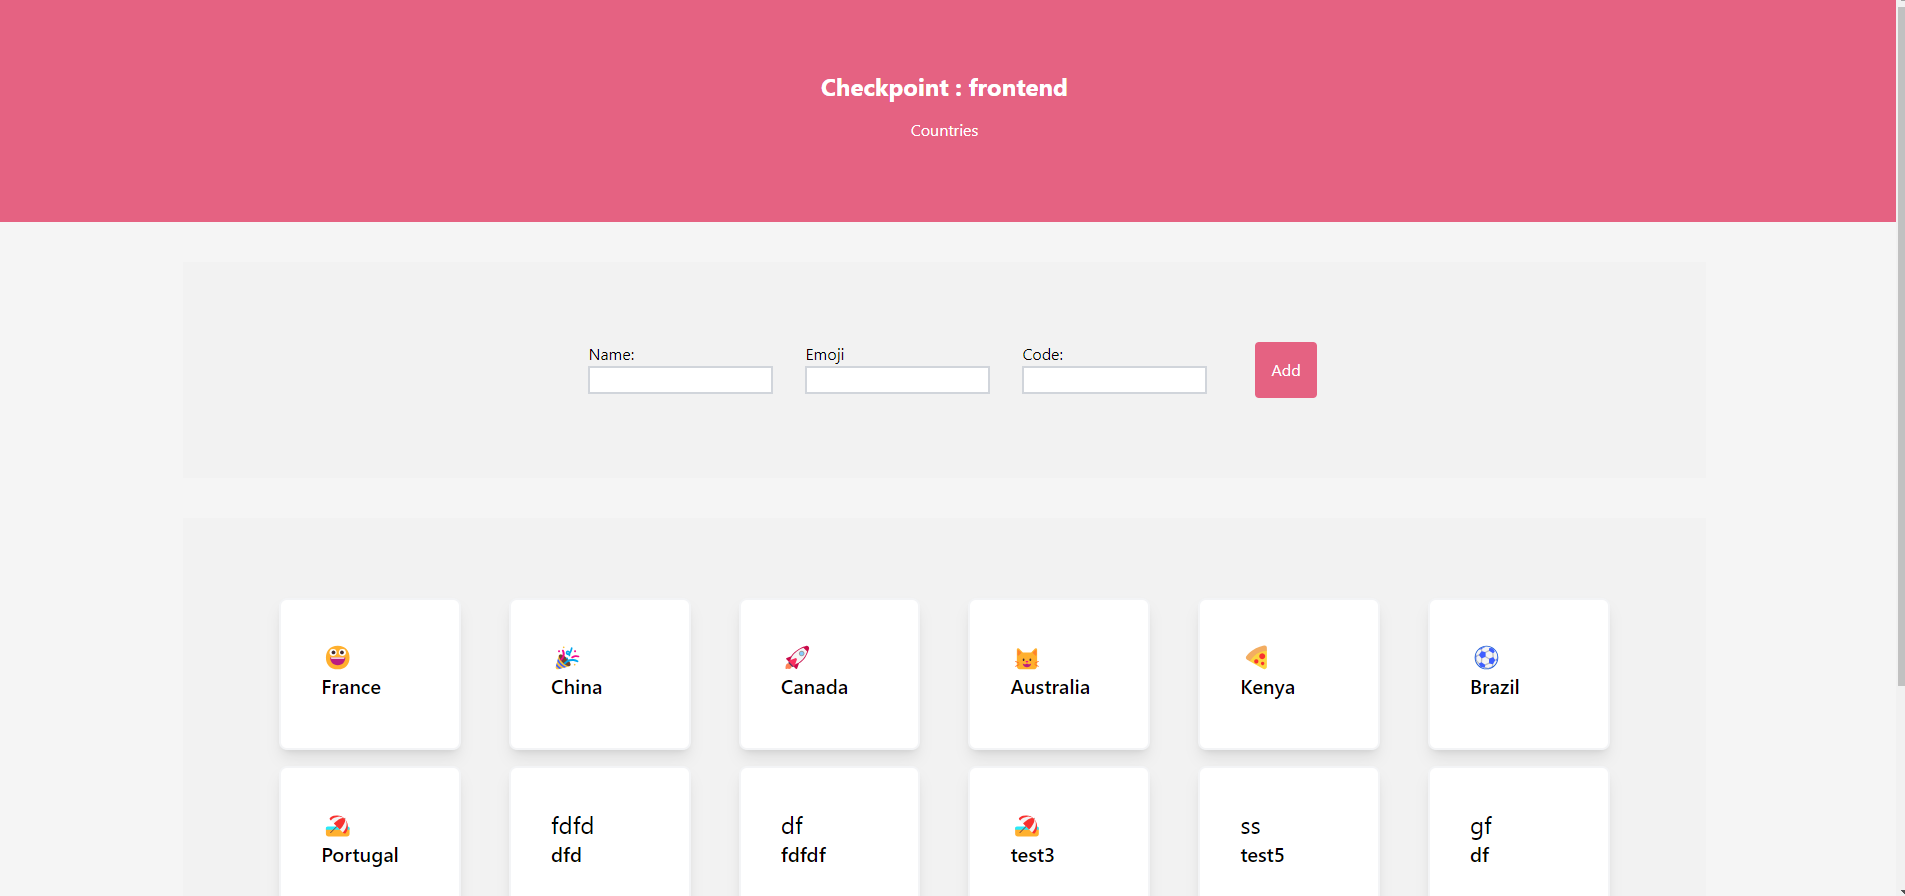 Checkpoint : frontend
Countries
Name:
Emoji
Code:
Add
France
China
Canada
Australia
Kenya
Brazil
Portugal
fdfd
dfd
df
fdfdf
test3
ss
test5
gf
df